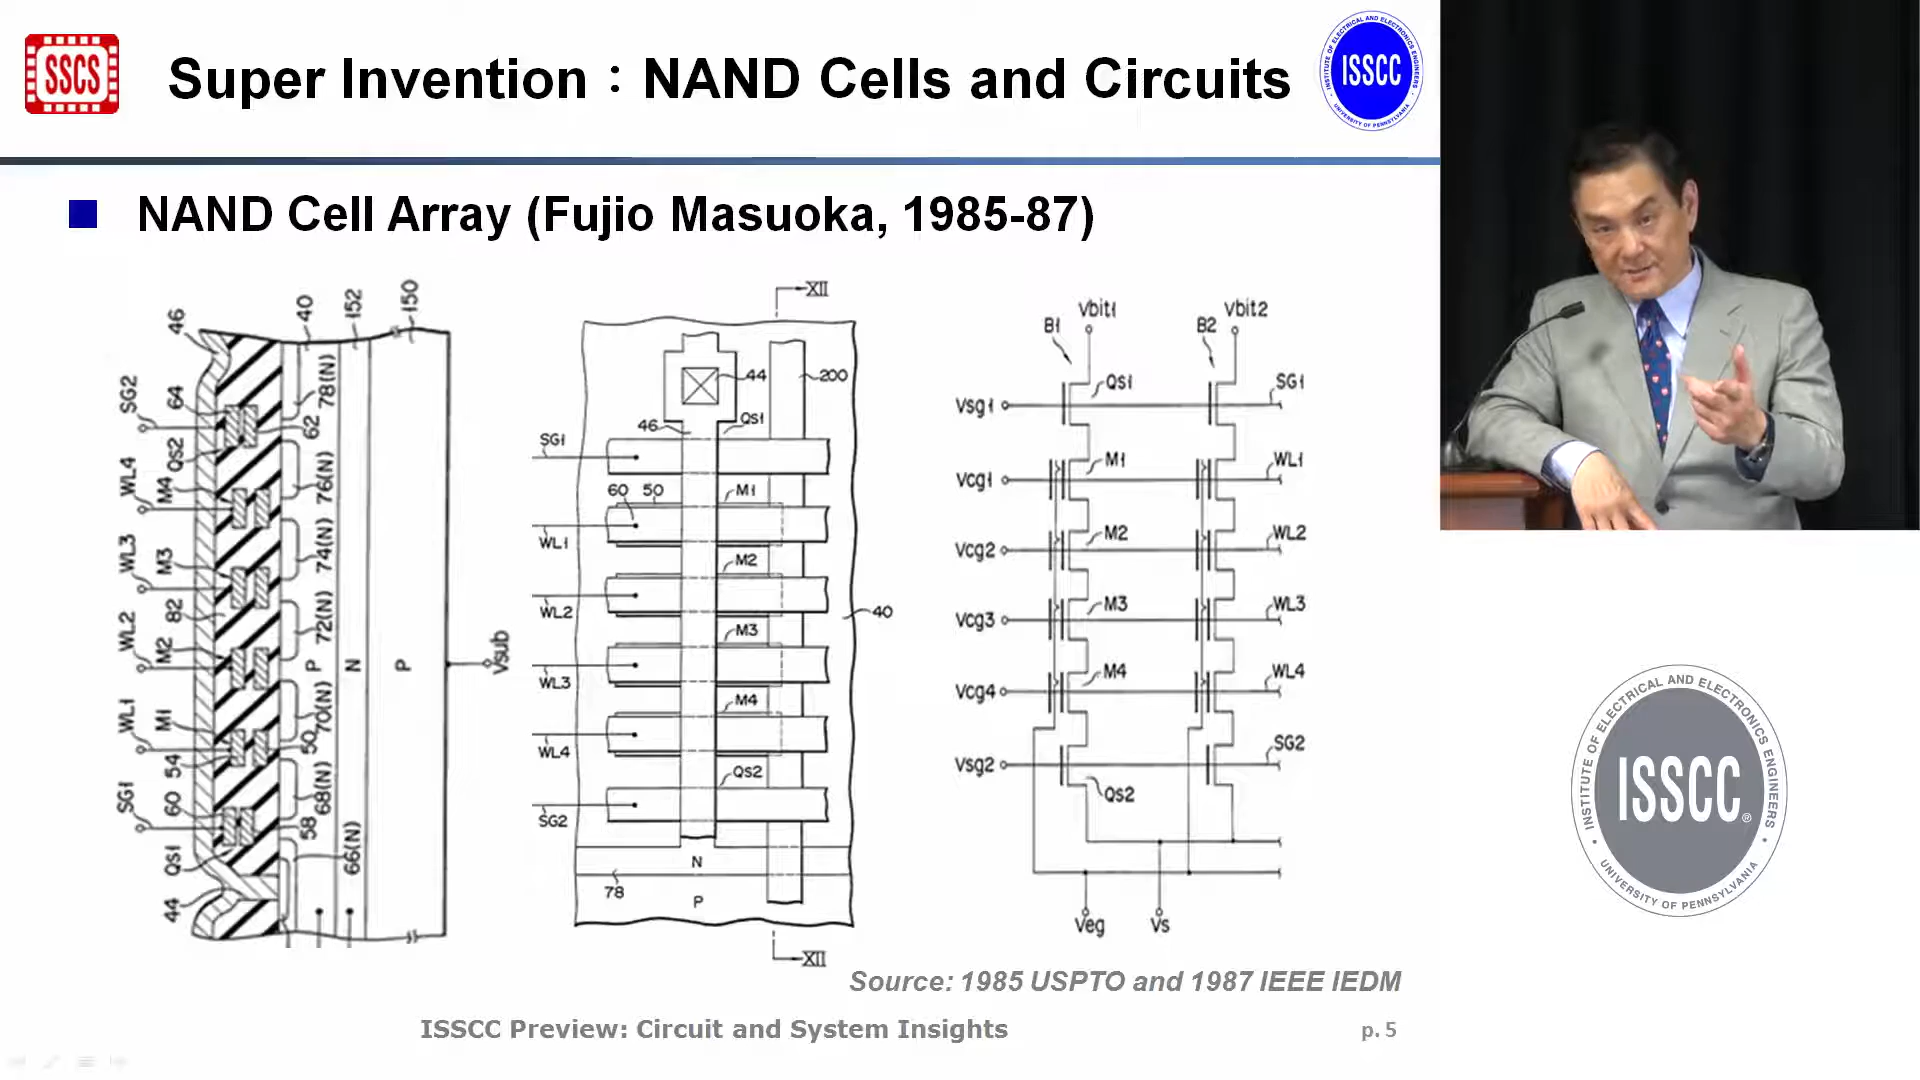 SSCS
Super Invention : NAND Cells and Circuits
INSTITUTE OF ELECTRICAL AND ELECTRONICS ENGINEERS
ISSCC
UNIVERSITY OF PENNSYLVANIA
NAND Cell Array (Fujio Masuoka, 1985-87)
46
40
152
150
SG2
64
78(N)
62
QS2
WL4
M4
76(N)
WL3
M3
74(N)
82
WL2
M2
72(N)
P
N
P
Vsub
WL1
M1
70(N)
50
54
SG1
60
68(N)
58
QS1
66(N)
44
XII
44
200
46
QS1
SG1
60
50
M1
WL1
M2
WL2
40
M3
WL3
M4
WL4
QS2
SG2
N
78
P
XII
Vbit1
Vbit2
B1
B2
QS1
SG1
Vsg1
M1
WL1
Vcg1
M2
WL2
Vcg2
M3
WL3
Vcg3
M4
WL4
Vcg4
SG2
Vsg2
QS2
Veg
Vs
Source: 1985 USPTO and 1987 IEEE IEDM
ISSCC Preview: Circuit and System Insights
p. 5
INSTITUTE OF ELECTRICAL AND ELECTRONICS ENGINEERS
ISSCC®
UNIVERSITY OF PENNSYLVANIA